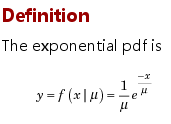 Definition
The exponential pdf is
y = f (x | μ) = 1/μ e^(−x/μ)